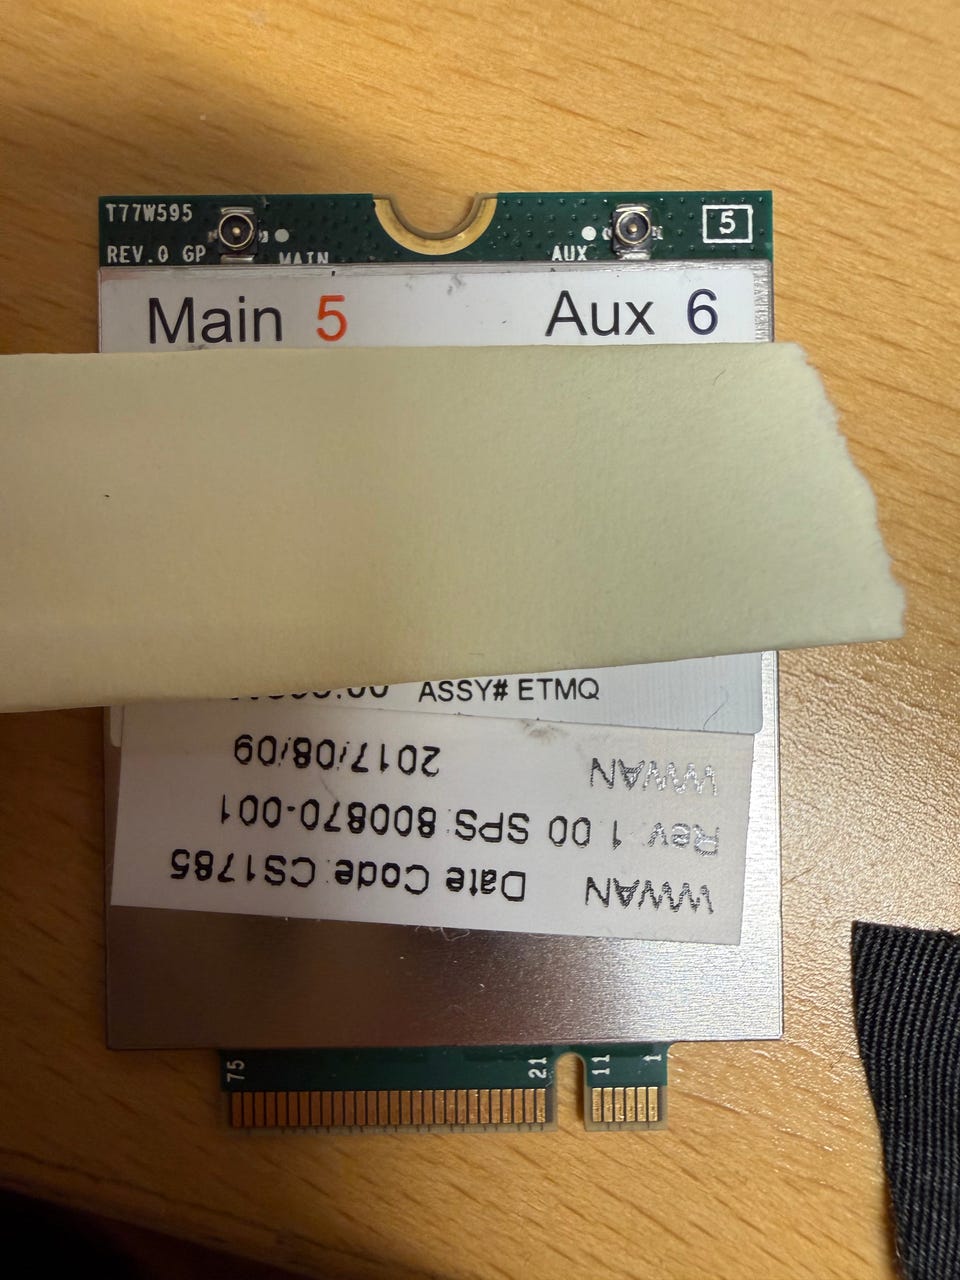 T77W595
REV.0 GP
MAIN
AUX
5
Main 5
Aux 6
ASSY# ETMQ
WWAN
Date Code:CS1785
Rev 1.00 SPS:800870-001
WWAN
2017/08/09
75
21
11
1